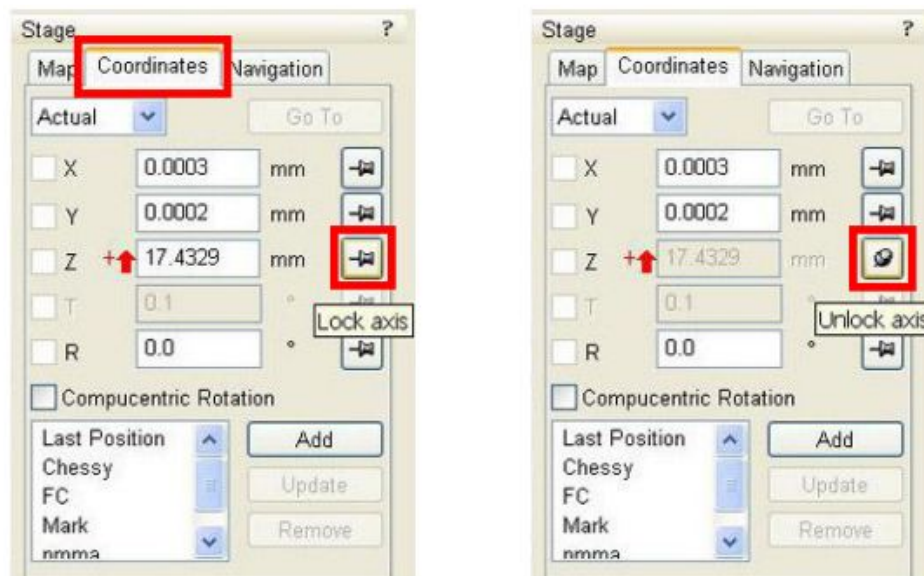 Stage ?
Map Coordinates Navigation
Actual Go To
X 0.0003 mm
Y 0.0002 mm
Z + 17.4329 mm
T 0.1 °
Lock axis
R 0.0 °
Compucentric Rotation
Last Position Add
Chessy
FC Update
Mark Remove
nmma
Stage ?
Map Coordinates Navigation
Actual Go To
X 0.0003 mm
Y 0.0002 mm
Z + 17.4329 mm
T 0.1 °
Unlock axis
R 0.0 °
Compucentric Rotation
Last Position Add
Chessy
FC Update
Mark Remove
nmma